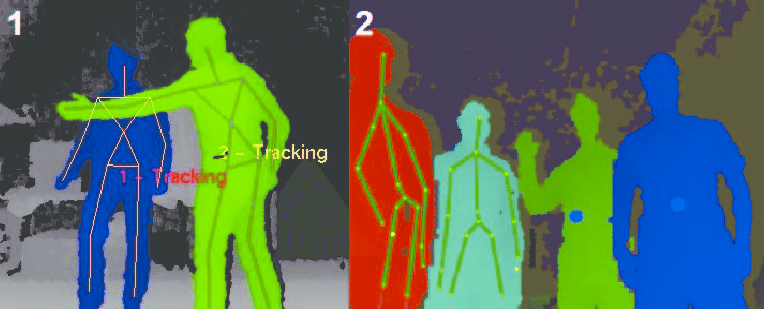 1
2
2 - Tracking
1 - Tracking